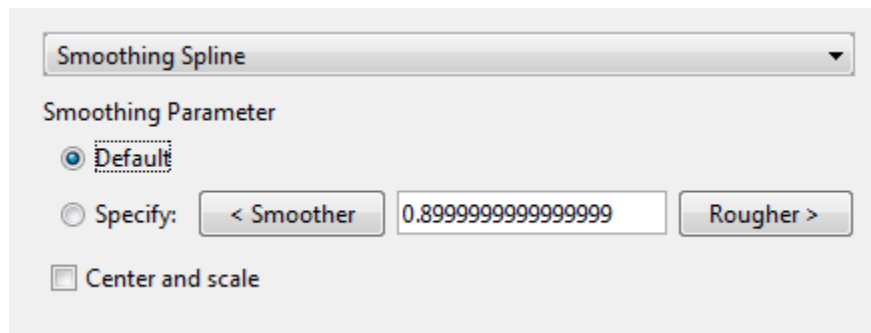 Smoothing Spline
Smoothing Parameter
Default
Specify: < Smoother 0.8999999999999999 Rougher >
Center and scale